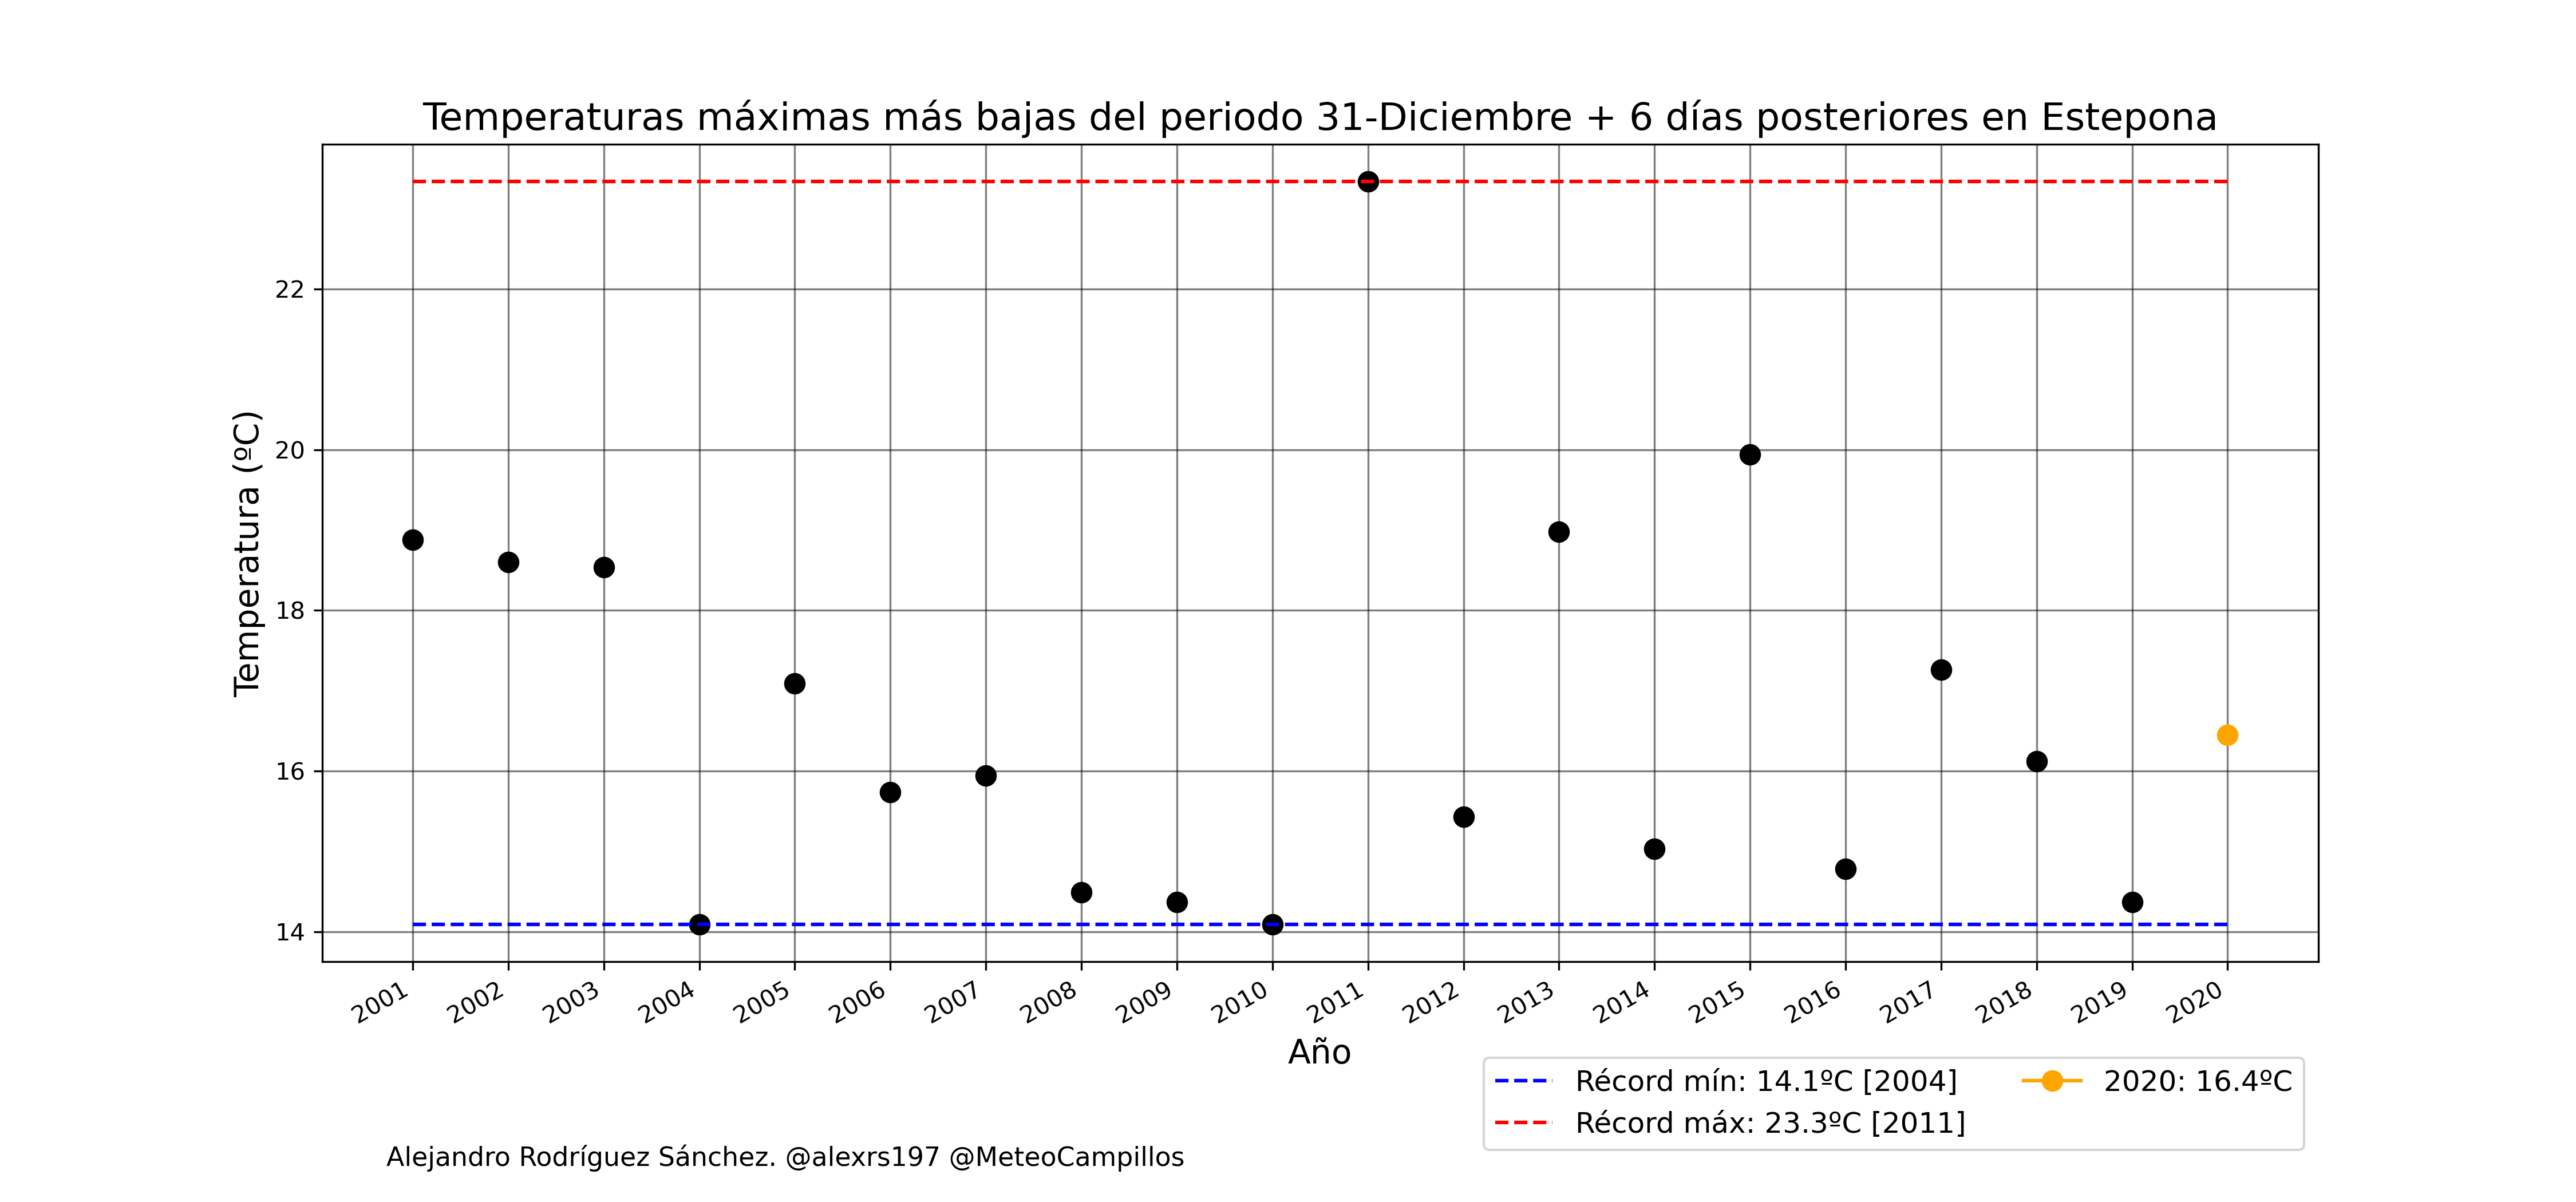 Temperaturas máximas más bajas del periodo 31-Diciembre + 6 días posteriores en Estepona
Temperatura (ºC)
22
20
18
16
14
2001 2002 2003 2004 2005 2006 2007 2008 2009 2010 2011 2012 2013 2014 2015 2016 2017 2018 2019 2020
Año
Récord mín: 14.1ºC [2004]
Récord máx: 23.3ºC [2011]
2020: 16.4ºC
Alejandro Rodríguez Sánchez. @alexrs197 @MeteoCampillos